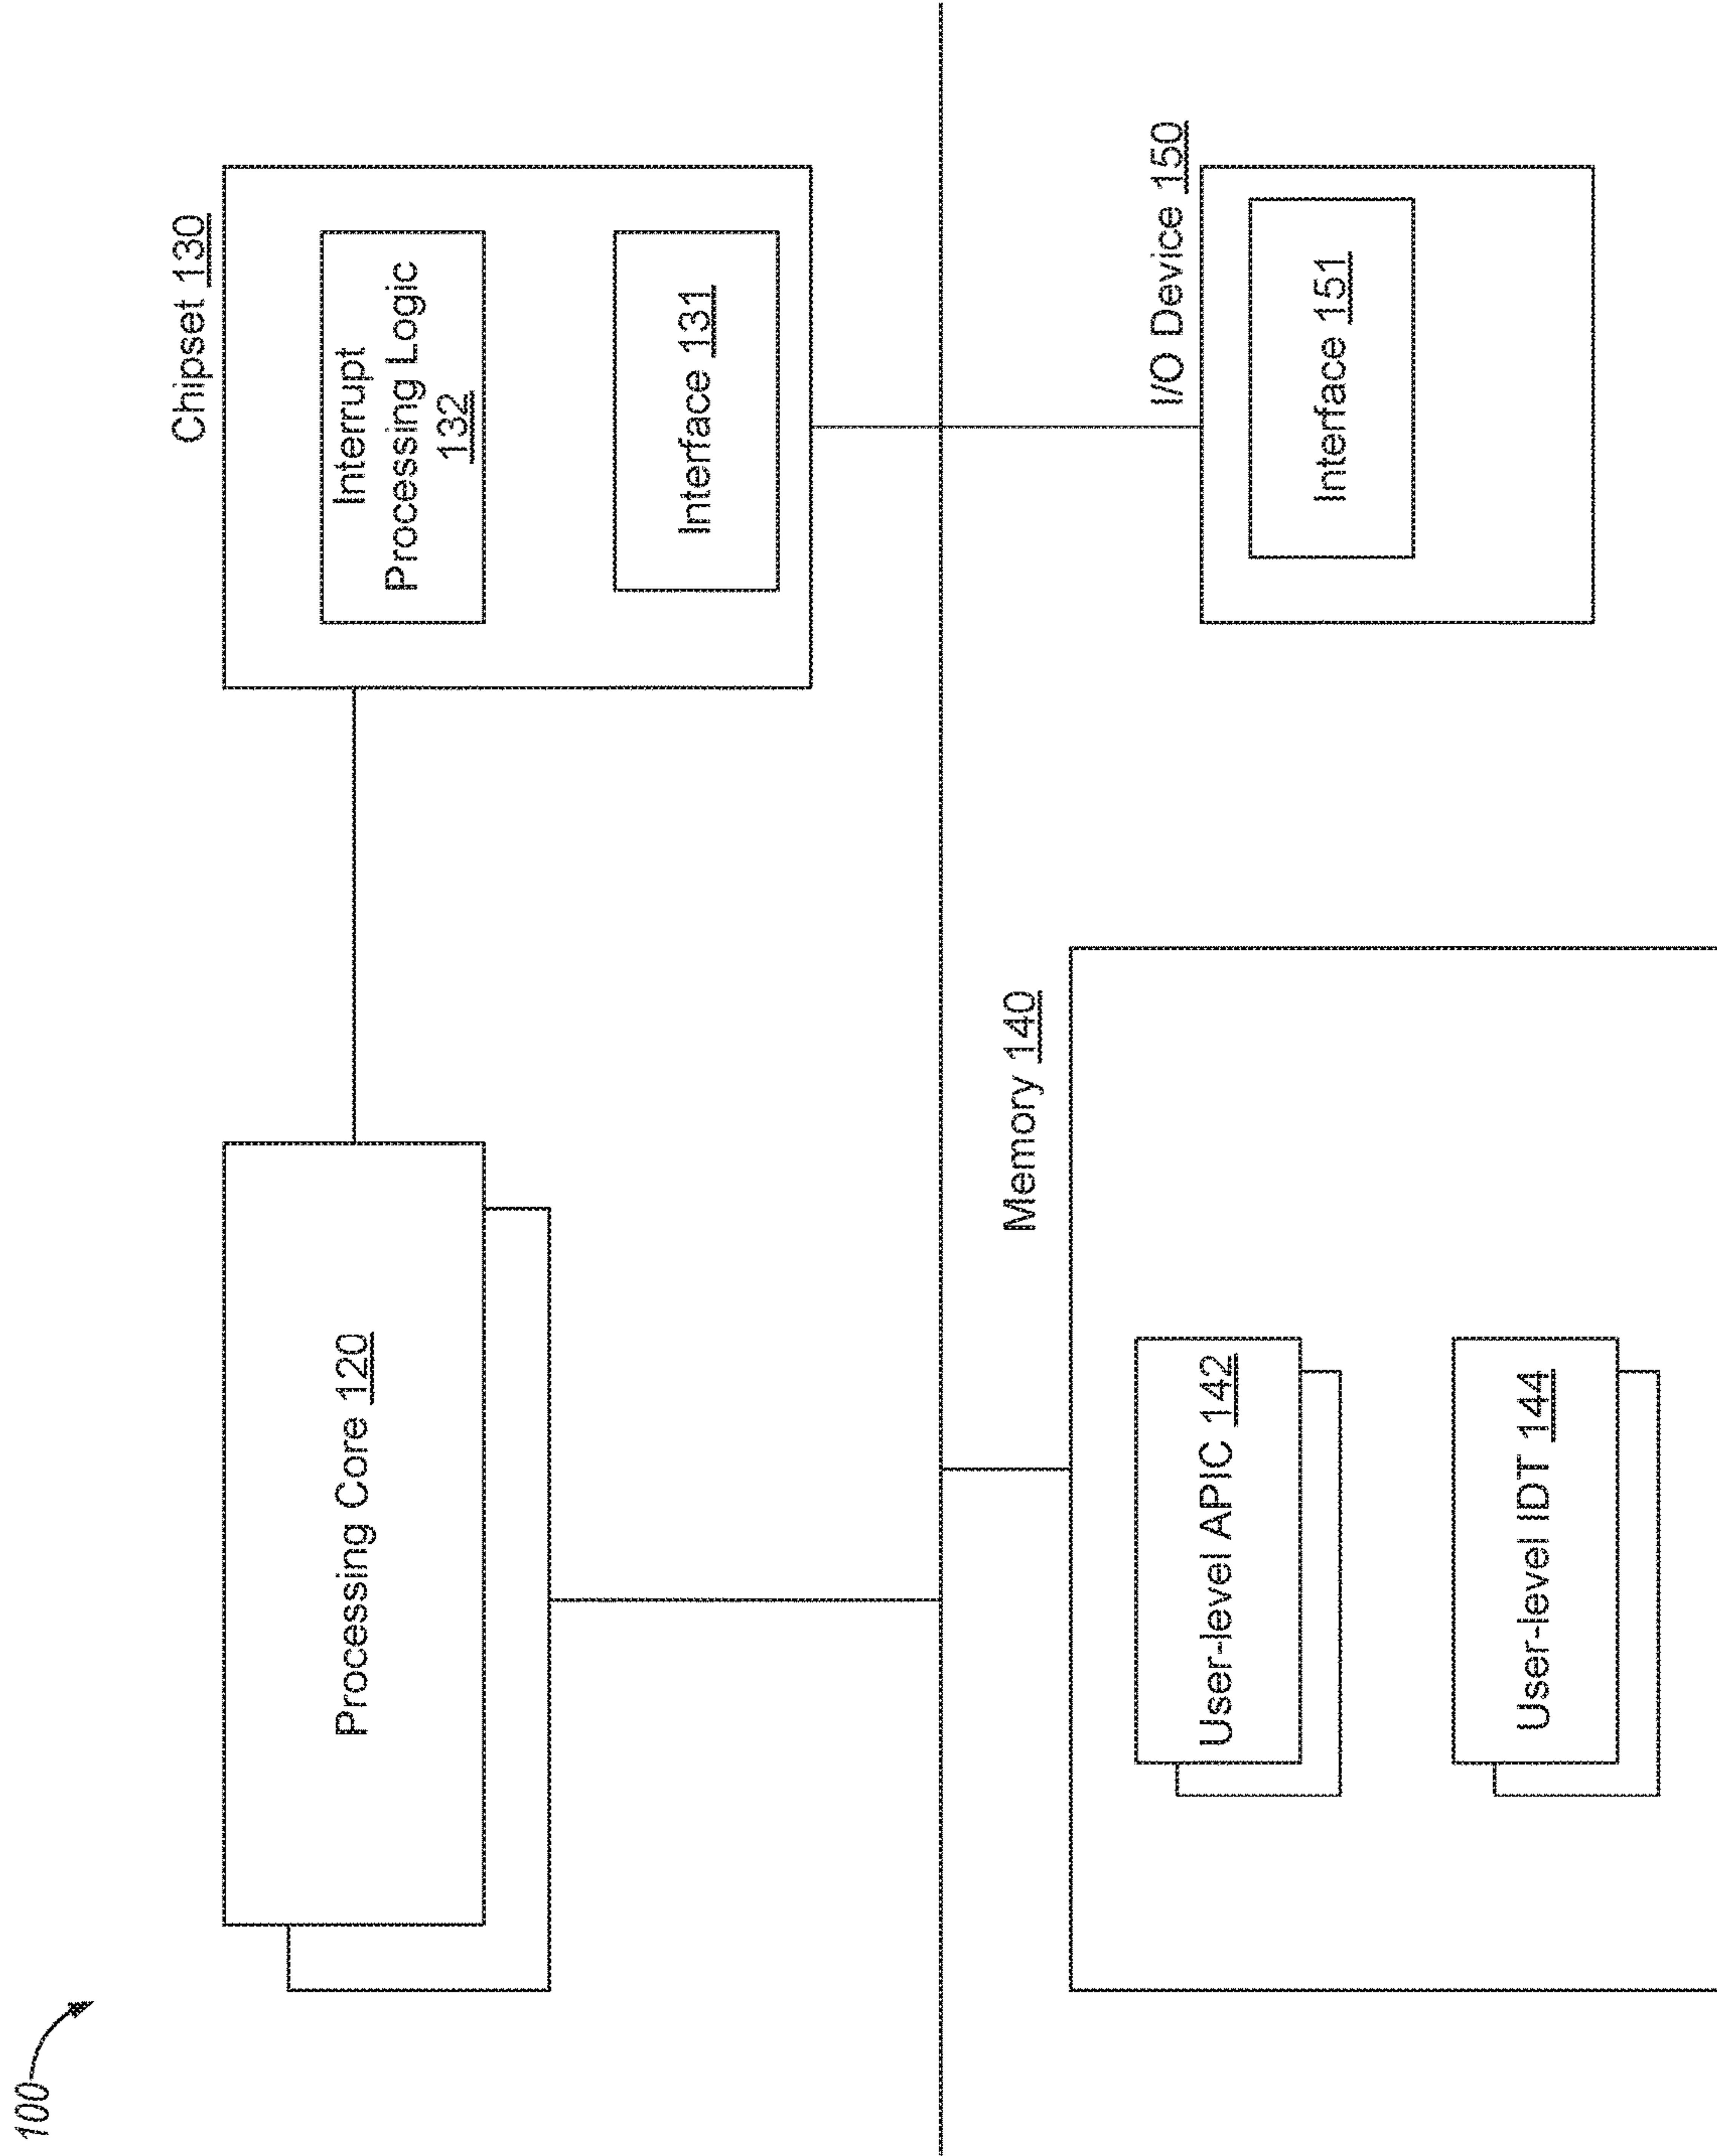 100
Processing Core 120
Chipset 130
Interrupt
Processing Logic
132
Interface 131
Memory 140
User-level APIC 142
User-level IDT 144
I/O Device 150
Interface 151